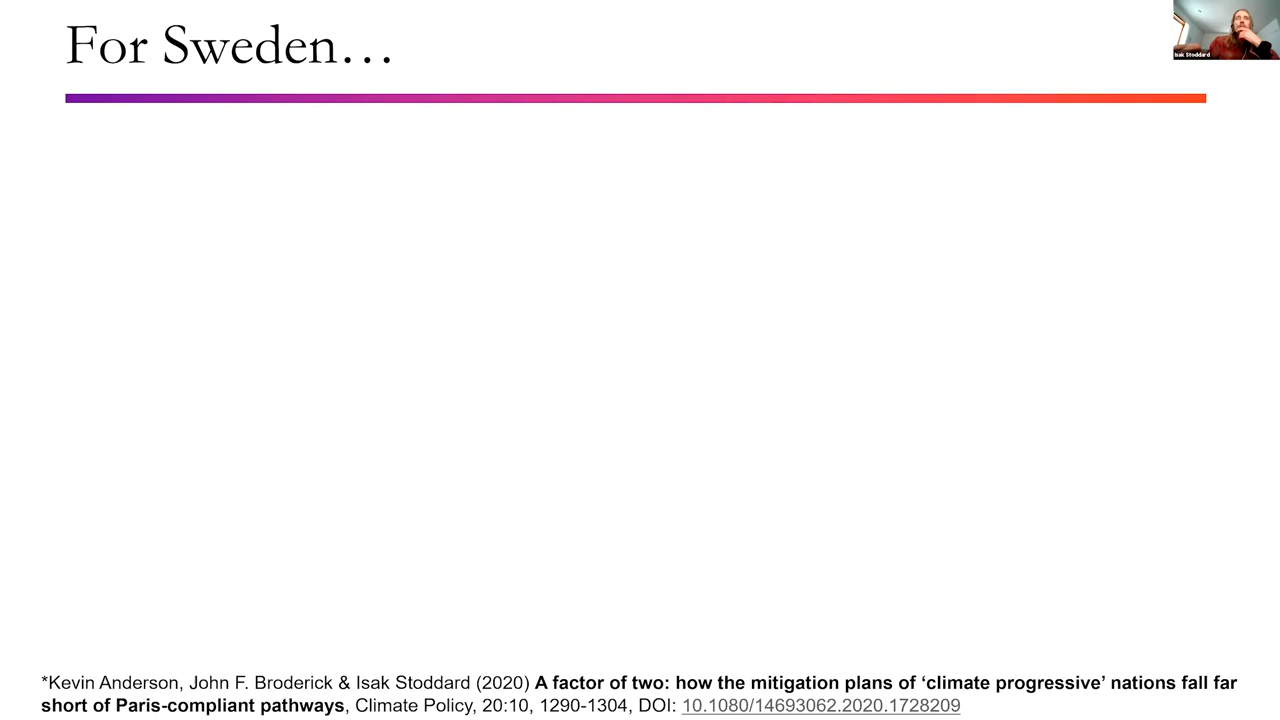 For Sweden…
Isak Stoddard
*Kevin Anderson, John F. Broderick & Isak Stoddard (2020) A factor of two: how the mitigation plans of ‘climate progressive’ nations fall far
short of Paris-compliant pathways, Climate Policy, 20:10, 1290-1304, DOI: 10.1080/14693062.2020.1728209